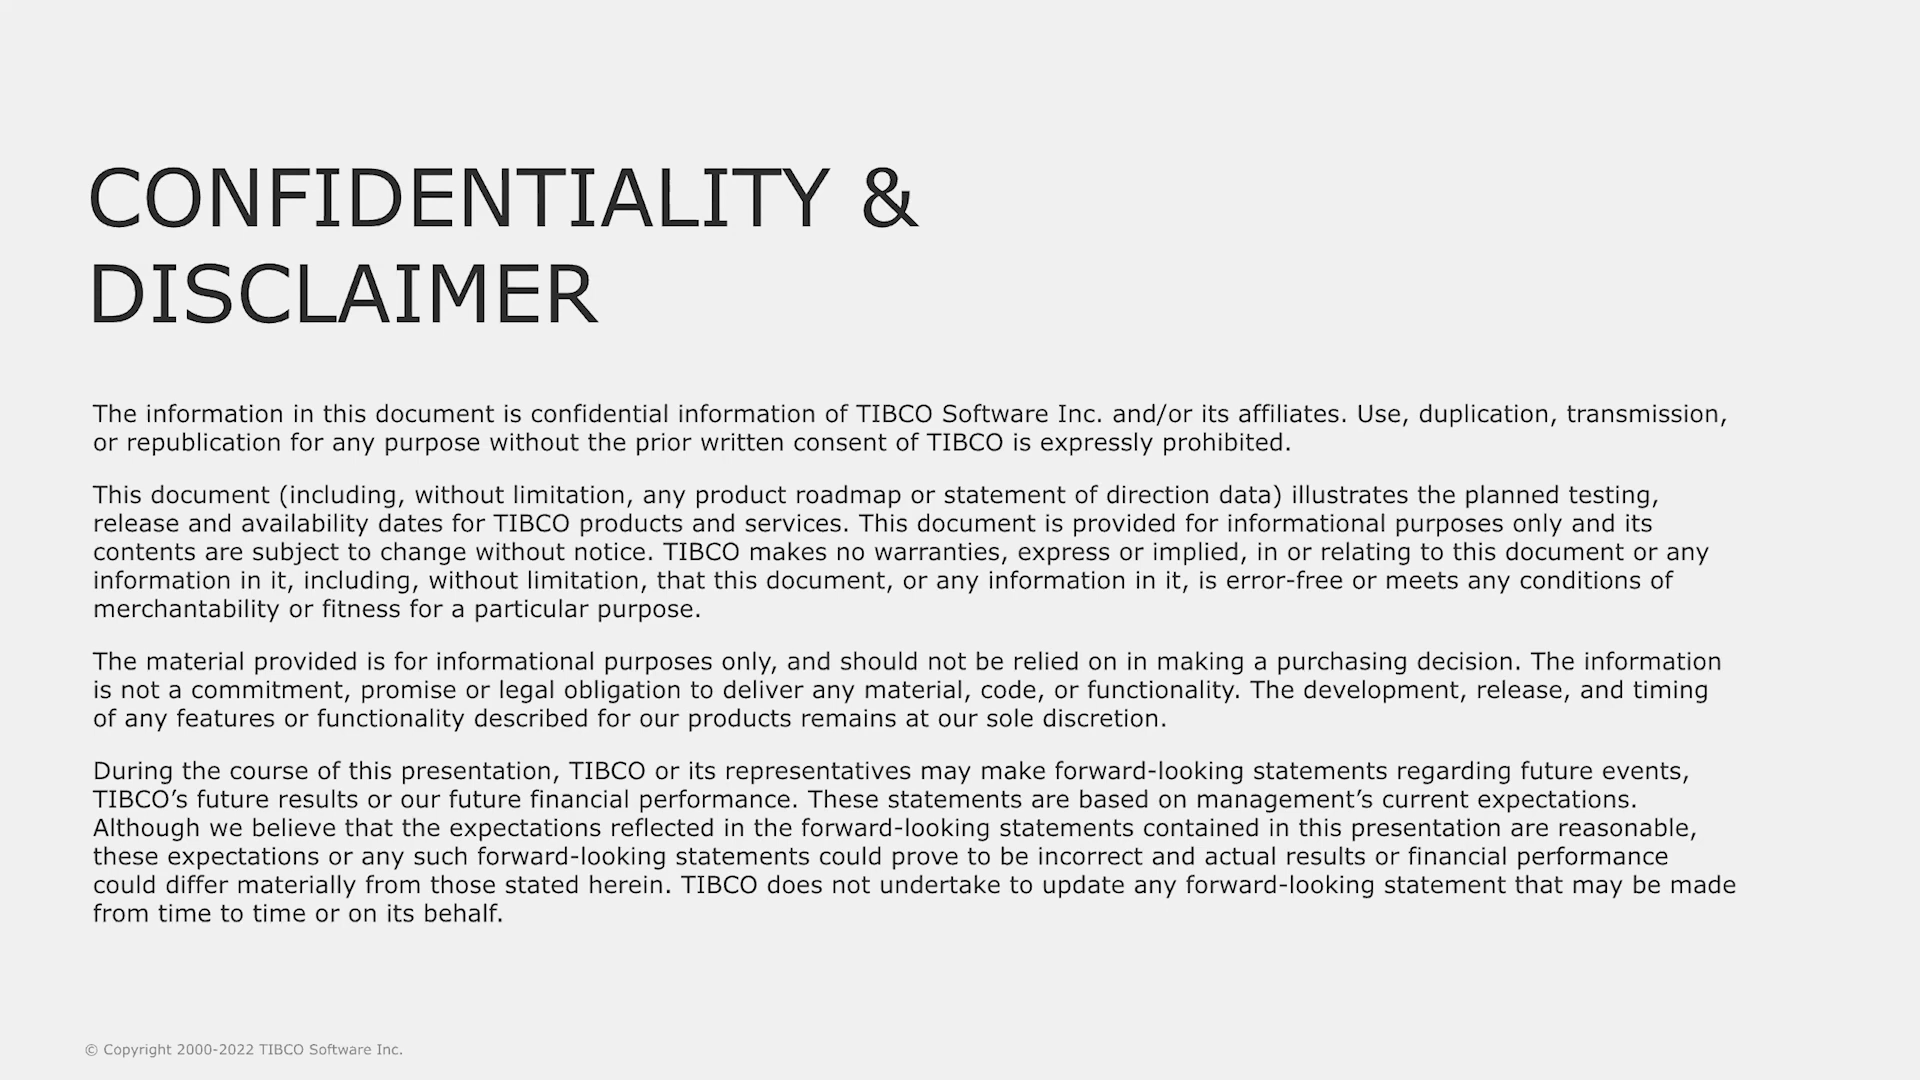 CONFIDENTIALITY &
DISCLAIMER
The information in this document is confidential information of TIBCO Software Inc. and/or its affiliates. Use, duplication, transmission,
or republication for any purpose without the prior written consent of TIBCO is expressly prohibited.
This document (including, without limitation, any product roadmap or statement of direction data) illustrates the planned testing,
release and availability dates for TIBCO products and services. This document is provided for informational purposes only and its
contents are subject to change without notice. TIBCO makes no warranties, express or implied, in or relating to this document or any
information in it, including, without limitation, that this document, or any information in it, is error-free or meets any conditions of
merchantability or fitness for a particular purpose.
The material provided is for informational purposes only, and should not be relied on in making a purchasing decision. The information
is not a commitment, promise or legal obligation to deliver any material, code, or functionality. The development, release, and timing
of any features or functionality described for our products remains at our sole discretion.
During the course of this presentation, TIBCO or its representatives may make forward-looking statements regarding future events,
TIBCO’s future results or our future financial performance. These statements are based on management’s current expectations.
Although we believe that the expectations reflected in the forward-looking statements contained in this presentation are reasonable,
these expectations or any such forward-looking statements could prove to be incorrect and actual results or financial performance
could differ materially from those stated herein. TIBCO does not undertake to update any forward-looking statement that may be made
from time to time or on its behalf.
© Copyright 2000-2022 TIBCO Software Inc.